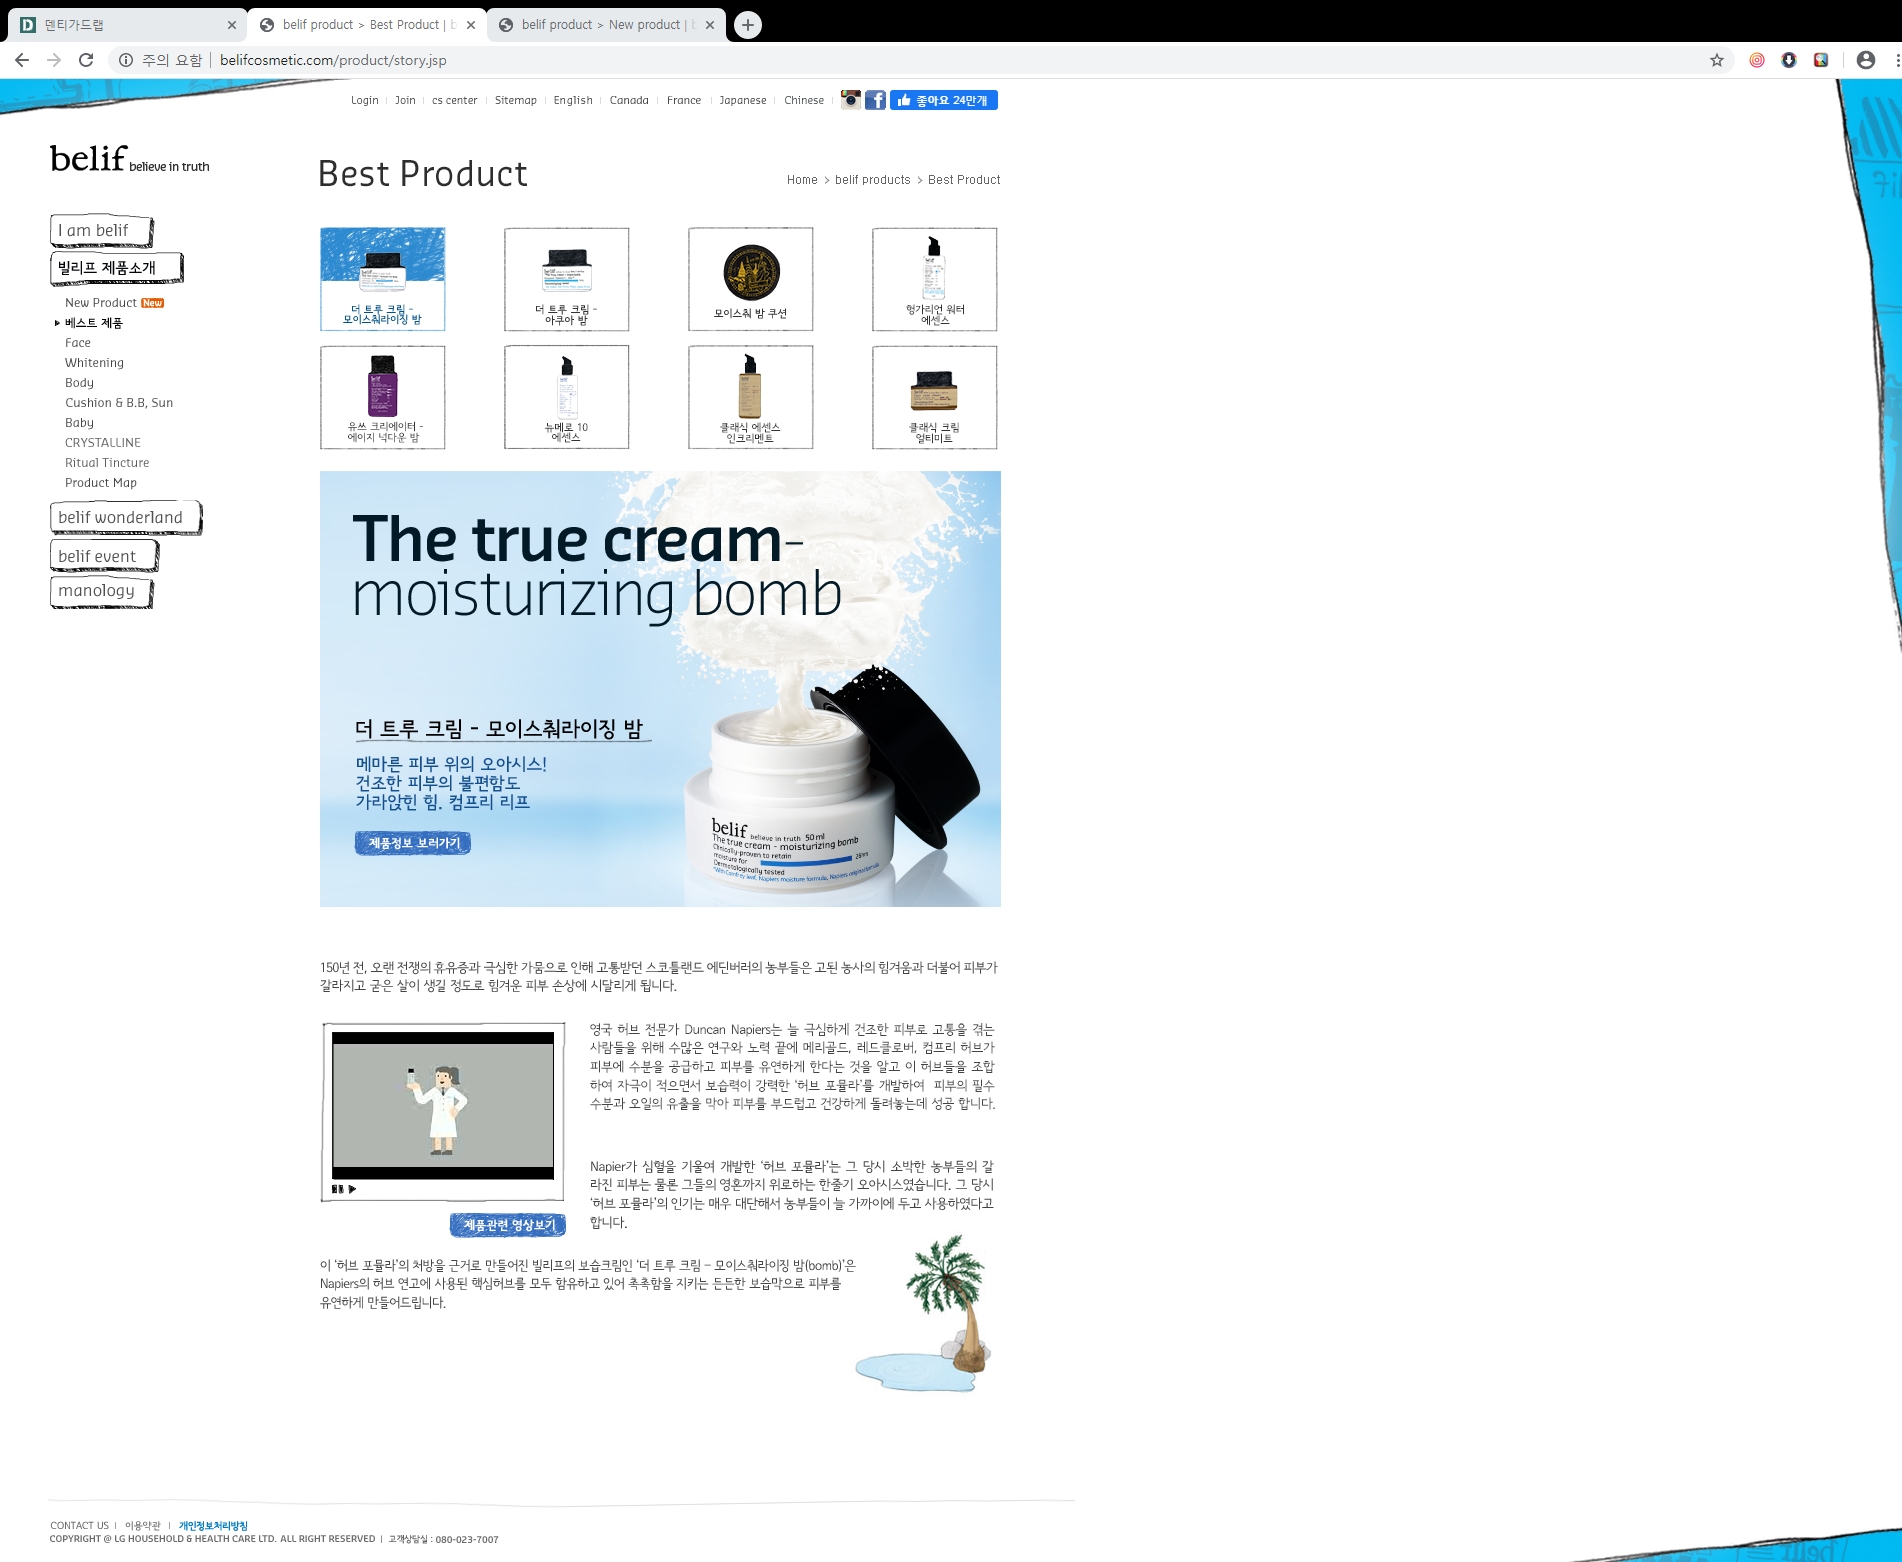 덴티가드랩
belif product > Best Product | b
belif product > New product | b
주의 요함 | belifcosmetic.com/product/story.jsp
Login Join cs center Sitemap English Canada France Japanese Chinese 좋아요 24만개
belif believe in truth
Best Product
Home > belif products > Best Product
I am belif
빌리프 제품소개
New Product New
베스트 제품
Face
Whitening
Body
Cushion & B.B, Sun
Baby
CRYSTALLINE
Ritual Tincture
Product Map
belif wonderland
belif event
manology
더 트루 크림 -
모이스춰라이징 밤
더 트루 크림 -
아쿠아 밤
모이스춰 밤 쿠션
헝가리언 워터
에센스
유쓰 크리에이터 -
에이지 넉다운 밤
뉴메로 10
에센스
클래식 에센스
인크리먼트
클래식 크림
얼티미트
The true cream-
moisturizing bomb
더 트루 크림 - 모이스춰라이징 밤
메마른 피부 위의 오아시스!
건조한 피부의 불편함도
가라앉힌 힘. 컴프리 리프
제품정보 보러가기
belif believe in truth 50 ml
The true cream - moisturizing bomb
Clinically-proven to retain
moisture for 26hrs
Dermatologically tested
*With Comfrey leaf. Napiers moisture formula, Napiers original formula
150년 전, 오랜 전쟁의 휴유증과 극심한 가뭄으로 인해 고통받던 스코틀랜드 에딘버러의 농부들은 고된 농사의 힘겨움과 더불어 피부가
갈라지고 굳은 살이 생길 정도로 힘겨운 피부 손상에 시달리게 됩니다.
영국 허브 전문가 Duncan Napiers는 늘 극심하게 건조한 피부로 고통을 겪는
사람들을 위해 수많은 연구와 노력 끝에 메리골드, 레드클로버, 컴프리 허브가
피부에 수분을 공급하고 피부를 유연하게 한다는 것을 알고 이 허브들을 조합
하여 자극이 적으면서 보습력이 강력한 ‘허브 포뮬라’를 개발하여 피부의 필수
수분과 오일의 유출을 막아 피부를 부드럽고 건강하게 돌려놓는데 성공 합니다.
Napier가 심혈을 기울여 개발한 ‘허브 포뮬라’는 그 당시 소박한 농부들의 갈
라진 피부는 물론 그들의 영혼까지 위로하는 한줄기 오아시스였습니다. 그 당시
‘허브 포뮬라’의 인기는 매우 대단해서 농부들이 늘 가까이에 두고 사용하였다고
합니다.
제품관련 영상보기
이 ‘허브 포뮬라’의 처방을 근거로 만들어진 빌리프의 보습크림인 ‘더 트루 크림 – 모이스춰라이징 밤(bomb)’은
Napiers의 허브 연고에 사용된 핵심허브를 모두 함유하고 있어 촉촉함을 지키는 든든한 보습막으로 피부를
유연하게 만들어드립니다.
CONTACT US | 이용약관 | 개인정보처리방침
COPYRIGHT @ LG HOUSEHOLD & HEALTH CARE LTD. ALL RIGHT RESERVED | 고객상담실 : 080-023-7007